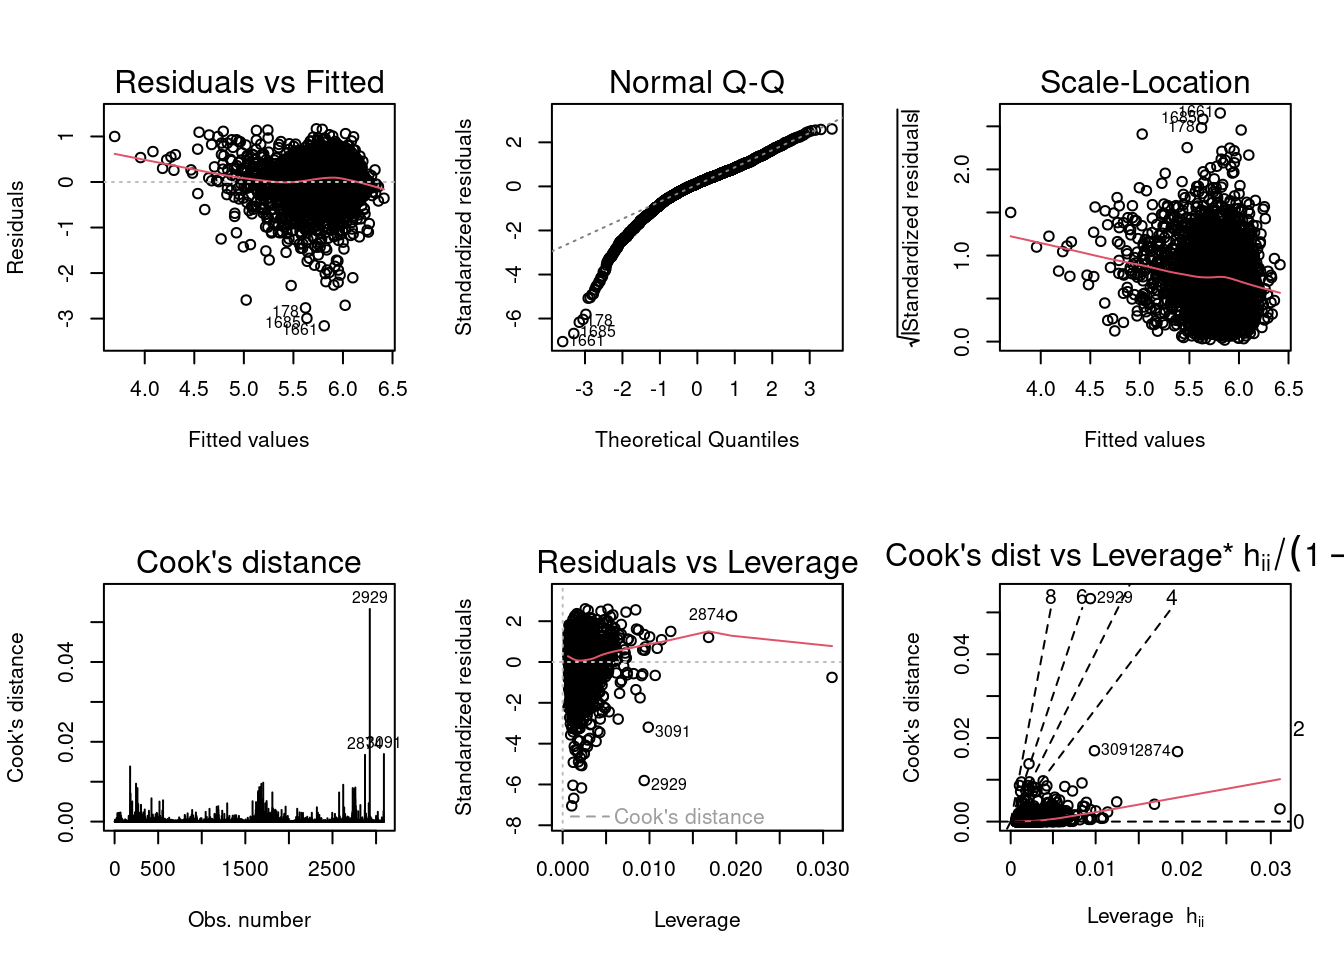 Residuals vs Fitted
Residuals
1
0
-1
-2
-3
178
1685
1661
4.0 4.5 5.0 5.5 6.0 6.5
Fitted values
Normal Q-Q
Standardized residuals
2
0
-2
-4
-6
178
1685
1661
-3 -2 -1 0 1 2 3
Theoretical Quantiles
Scale-Location
√|Standardized residuals|
2.0
1.0
0.0
1661
1685
178
4.0 4.5 5.0 5.5 6.0 6.5
Fitted values
Cook's distance
Cook's distance
0.04
0.02
0.00
2929
2874
3091
0 500 1500 2500
Obs. number
Residuals vs Leverage
Standardized residuals
2
0
-2
-4
-6
-8
2874
3091
2929
Cook's distance
0.000 0.010 0.020 0.030
Leverage
Cook's dist vs Leverage* hii/(1 −
Cook's distance
0.04
0.02
0.00
8 6 2929 4
3091 2874
2
0
0 0.01 0.02 0.03
Leverage hii